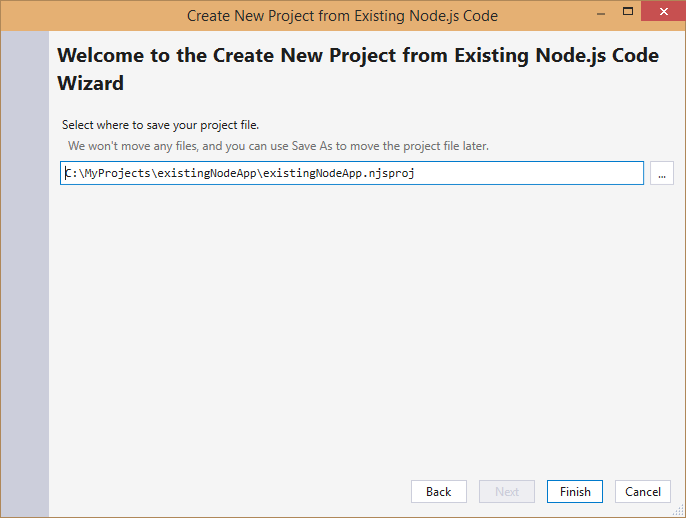 Create New Project from Existing Node.js Code
Welcome to the Create New Project from Existing Node.js Code
Wizard
Select where to save your project file.
We won't move any files, and you can use Save As to move the project file later.
C:\MyProjects\existingNodeApp\existingNodeApp.njsproj
...
Back
Next
Finish
Cancel